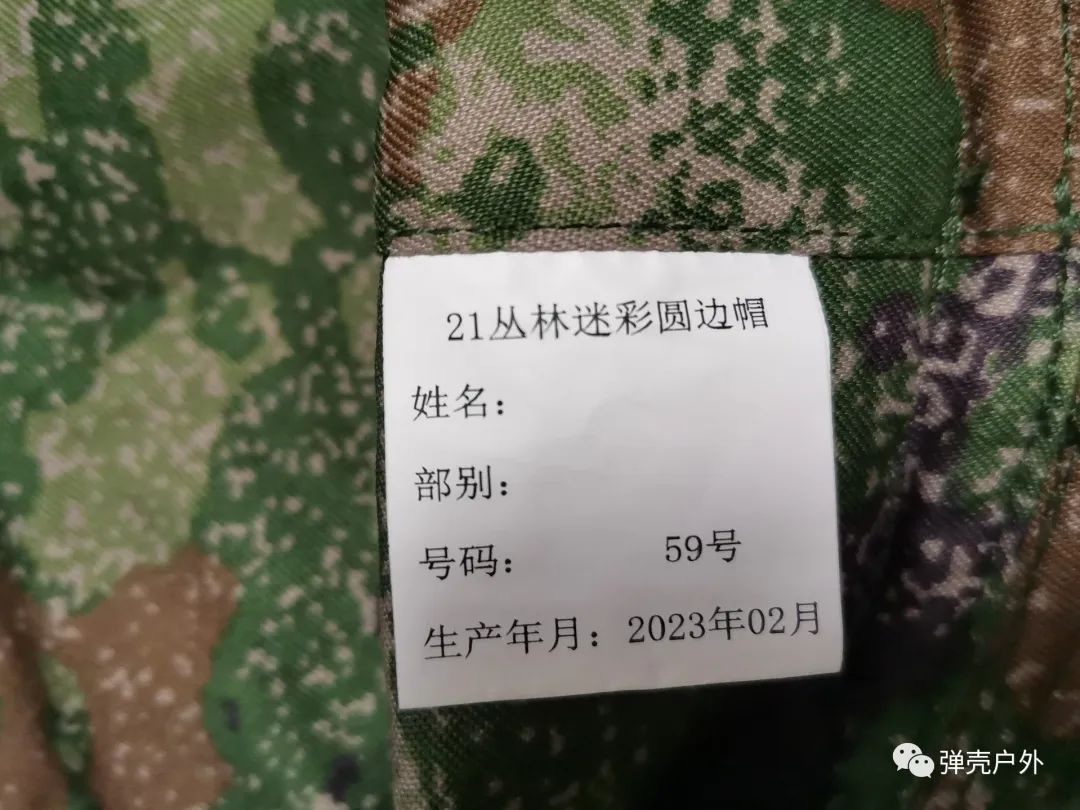 21丛林迷彩圆边帽
姓名：
部别：
号码： 59号
生产年月：2023年02月
弹壳户外